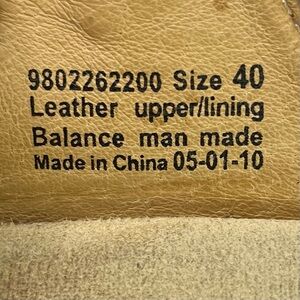 9802262200 Size 40
Leather upper/lining
Balance man made
Made in China 05-01-10